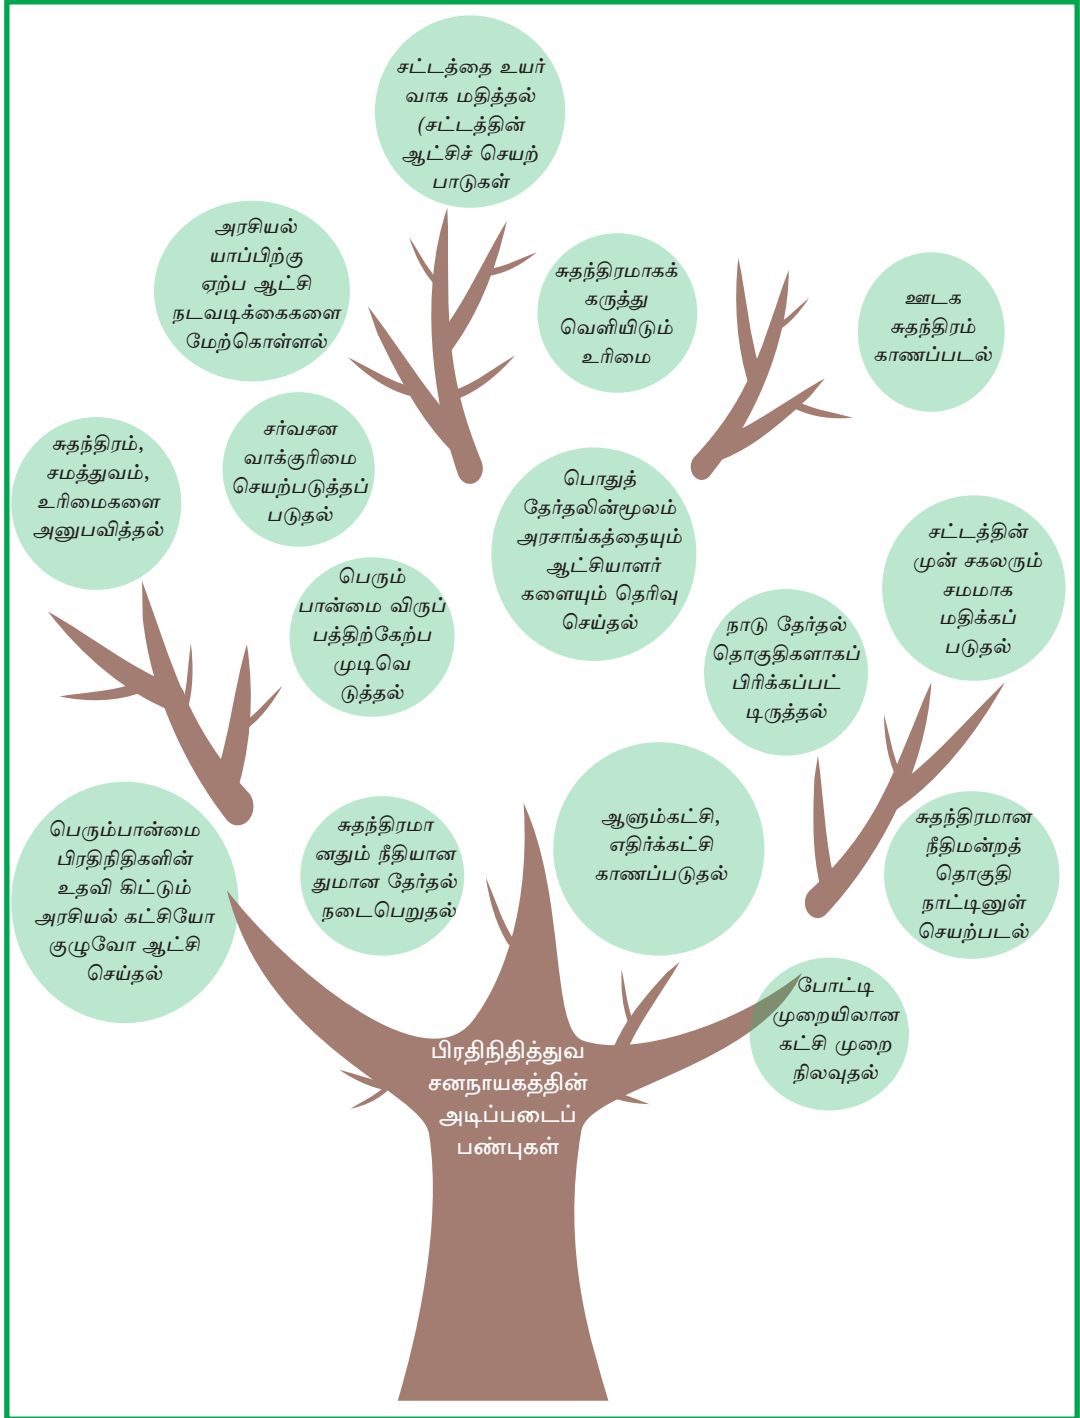 சட்டத்தை உயர்
வாக மதித்தல்
(சட்டத்தின்
ஆட்சிச் செயற்
பாடுகள்
அரசியல்
யாப்பிற்கு
ஏற்ப ஆட்சி
நடவடிக்கைகளை
மேற்கொள்ளல்
சுதந்திரமாகக்
கருத்து
வெளியிடும்
உரிமை
ஊடக
சுதந்திரம்
காணப்படல்
சுதந்திரம்,
சமத்துவம்,
உரிமைகளை
அனுபவித்தல்
சர்வசன
வாக்குரிமை
செயற்படுத்தப்
படுதல்
பொதுத்
தேர்தலின்மூலம்
அரசாங்கத்தையும்
ஆட்சியாளர்
களையும் தெரிவு
செய்தல்
சட்டத்தின்
முன் சகலரும்
சமமாக
மதிக்கப்
படுதல்
பெரும்
பான்மை விருப்
பத்திற்கேற்ப
முடிவெ
டுத்தல்
நாடு தேர்தல்
தொகுதிகளாகப்
பிரிக்கப்பட்
டிருத்தல்
பெரும்பான்மை
பிரதிநிதிகளின்
உதவி கிட்டும்
அரசியல் கட்சியோ
குழுவோ ஆட்சி
செய்தல்
சுதந்திரமா
னதும் நீதியான
துமான தேர்தல்
நடைபெறுதல்
ஆளும்கட்சி,
எதிர்க்கட்சி
காணப்படுதல்
சுதந்திரமான
நீதிமன்றத்
தொகுதி
நாட்டினுள்
செயற்படல்
போட்டி
முறையிலான
கட்சி முறை
நிலவுதல்
பிரதிநிதித்துவ
சனநாயகத்தின்
அடிப்படைப்
பண்புகள்